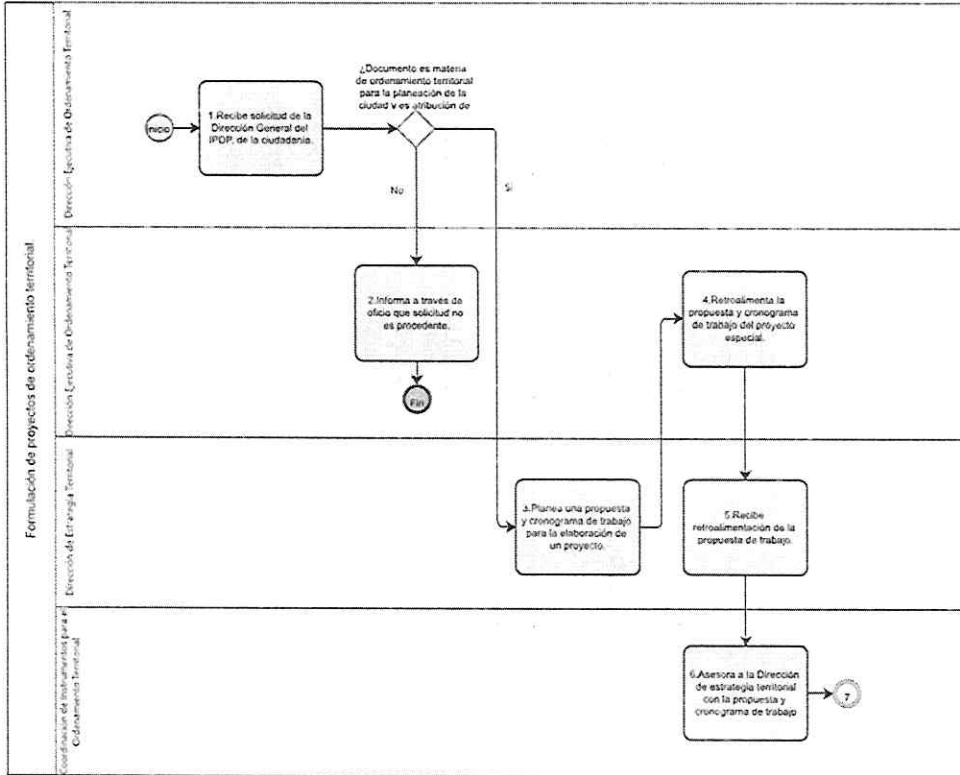 Formulación de proyectos de ordenamiento territorial.
Dirección Ejecutiva de Ordenamiento Territorial
Inicio
1.Recibe solicitud de la
Dirección General del
IPDP, de la ciudadanía.
¿Documento es materia
de ordenamiento territorial
para la planeación de la
ciudad y es atribución de
No
Sí
Dirección Ejecutiva de Ordenamiento Territorial
2.Informa a través de
oficio que solicitud no
es procedente.
Fin
4.Retroalimenta la
propuesta y cronograma
de trabajo del proyecto
especial.
Dirección de Estrategia Territorial
3.Planea una propuesta
y cronograma de trabajo
para la elaboración de
un proyecto.
5.Recibe
retroalimentación de la
propuesta de trabajo.
Coordinación de Instrumentos para el
Ordenamiento Territorial
6.Asesora a la Dirección
de estrategia territorial
con la propuesta y
cronograma de trabajo
7